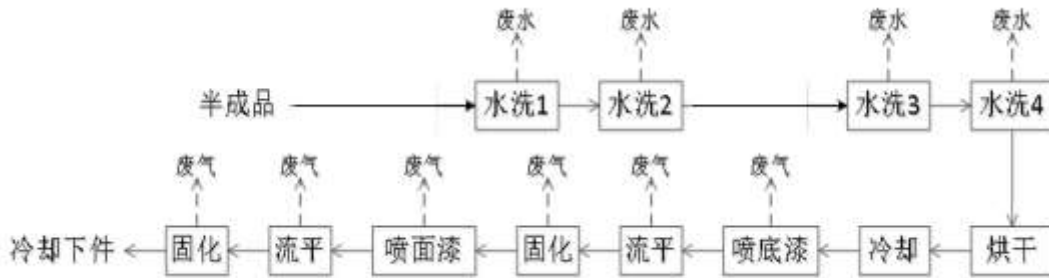 废水 废水 废水 废水
半成品 水洗1 水洗2 水洗3 水洗4
废气 废气 废气 废气 废气 废气
冷却下件 固化 流平 喷面漆 固化 流平 喷底漆 冷却 烘干